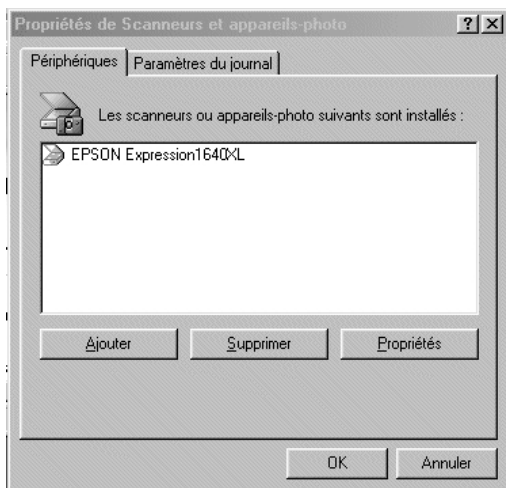 Propriétés de Scanneurs et appareils-photo
Périphériques Paramètres du journal
Les scanneurs ou appareils-photo suivants sont installés :
EPSON Expression1640XL
Ajouter Supprimer Propriétés
OK Annuler